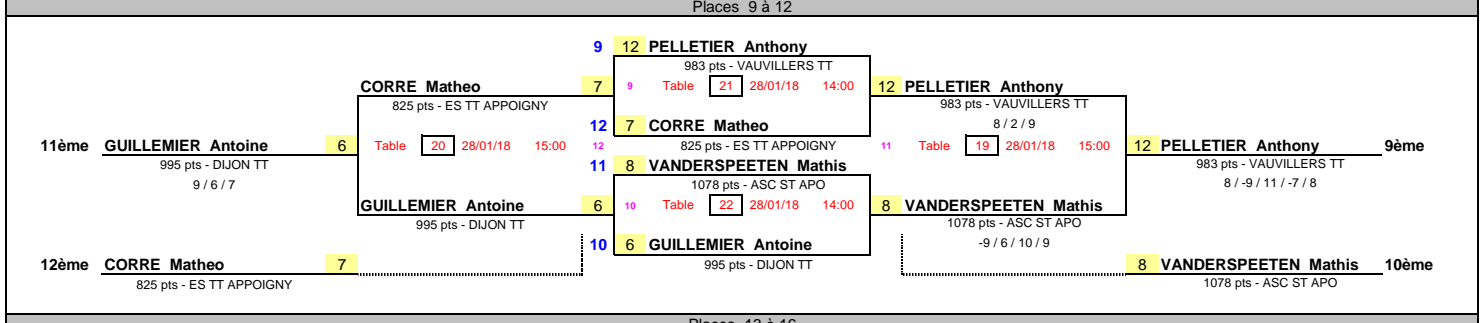 Places 9 à 12
9 12 PELLETIER Anthony
983 pts - VAUVILLERS TT
CORRE Matheo 7 9 Table 21 28/01/18 14:00 12 PELLETIER Anthony
825 pts - ES TT APPOIGNY 983 pts - VAUVILLERS TT
12 7 CORRE Matheo 8 / 2 / 9
11ème GUILLEMIER Antoine 6 Table 20 28/01/18 15:00 12 825 pts - ES TT APPOIGNY 11 Table 19 28/01/18 15:00 12 PELLETIER Anthony 9ème
995 pts - DIJON TT 11 8 VANDERSPEETEN Mathis 983 pts - VAUVILLERS TT
9 / 6 / 7 1078 pts - ASC ST APO 8 / -9 / 11 / -7 / 8
GUILLEMIER Antoine 6 10 Table 22 28/01/18 14:00 8 VANDERSPEETEN Mathis
995 pts - DIJON TT 1078 pts - ASC ST APO
10 6 GUILLEMIER Antoine -9 / 6 / 10 / 9
12ème CORRE Matheo 7 995 pts - DIJON TT 8 VANDERSPEETEN Mathis 10ème
825 pts - ES TT APPOIGNY 1078 pts - ASC ST APO
Places 13 à 16